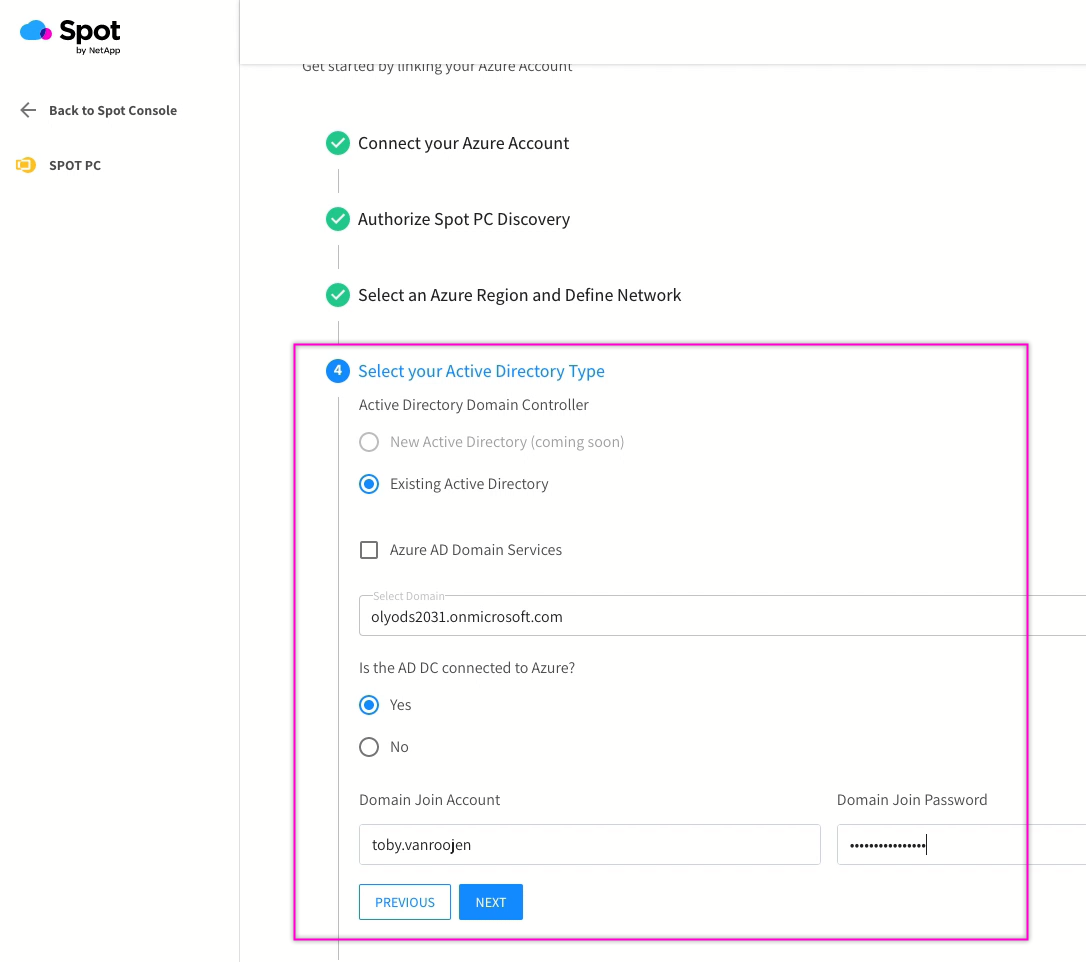 Spot
by NetApp
Get started by linking your Azure Account
Back to Spot Console
SPOT PC
Connect your Azure Account
Authorize Spot PC Discovery
Select an Azure Region and Define Network
4 Select your Active Directory Type
Active Directory Domain Controller
New Active Directory (coming soon)
Existing Active Directory
Azure AD Domain Services
Select Domain
olyods2031.onmicrosoft.com
Is the AD DC connected to Azure?
Yes
No
Domain Join Account Domain Join Password
toby.vanroojen ••••••••••••••••
PREVIOUS NEXT